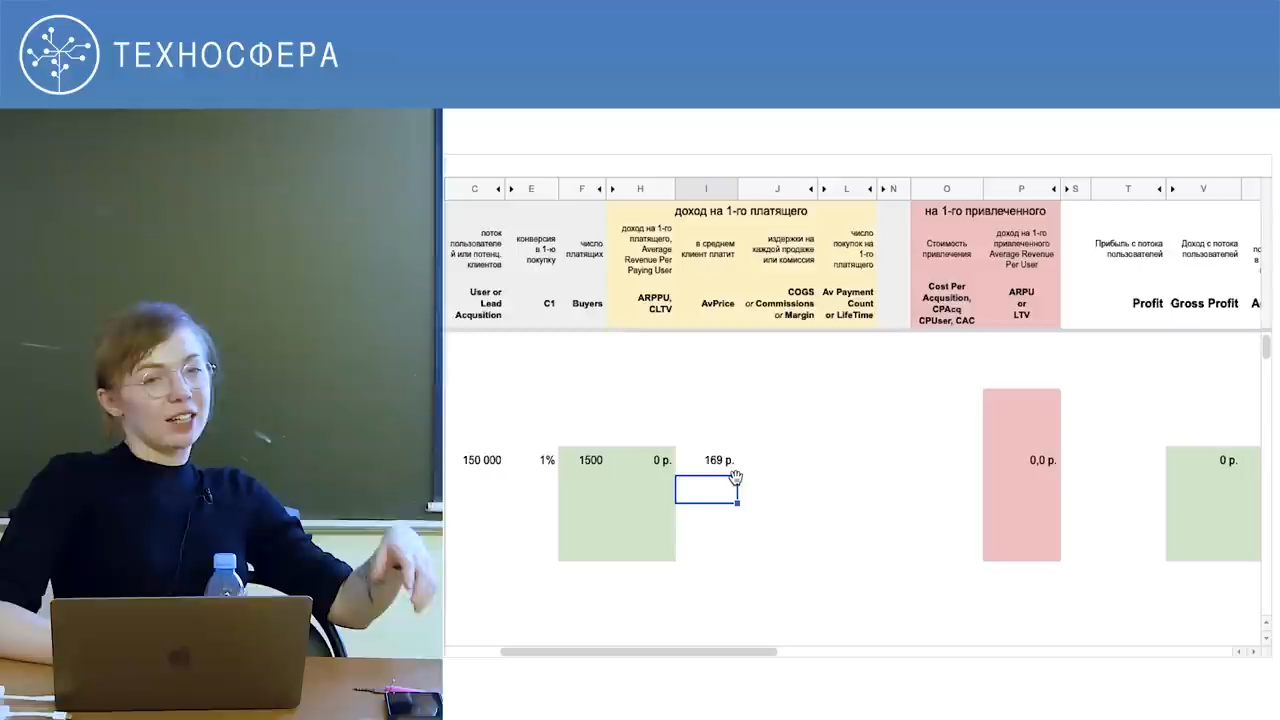 ТЕХНОСФЕРА
C E F H I J L N O P S T V
доход на 1-го платящего
на 1-го привлеченного
поток
пользователе
й или потенц.
клиентов
конверсия
в 1-ю
покупку
число
платящих
доход на 1-го
платящего,
Average
Revenue Per
Paying User
в среднем
клиент платит
издержки на
каждой продаже
или комиссия
число
покупок на
1-го
платящего
Стоимость
привлечения
доход на 1-го
привлеченного
Average Revenue
Per User
Прибыль с потока
пользователей
Доход с потока
пользователей
User or
Lead
Acqusition
C1
Buyers
ARPPU,
CLTV
AvPrice
COGS
or Commissions
or Margin
Av Payment
Count
or LifeTime
Cost Per
Acqusition,
CPAcq
CPUser, CAC
ARPU
or
LTV
Profit
Gross Profit
150 000 1% 1500 0 р. 169 р. 0,0 р. 0 р.